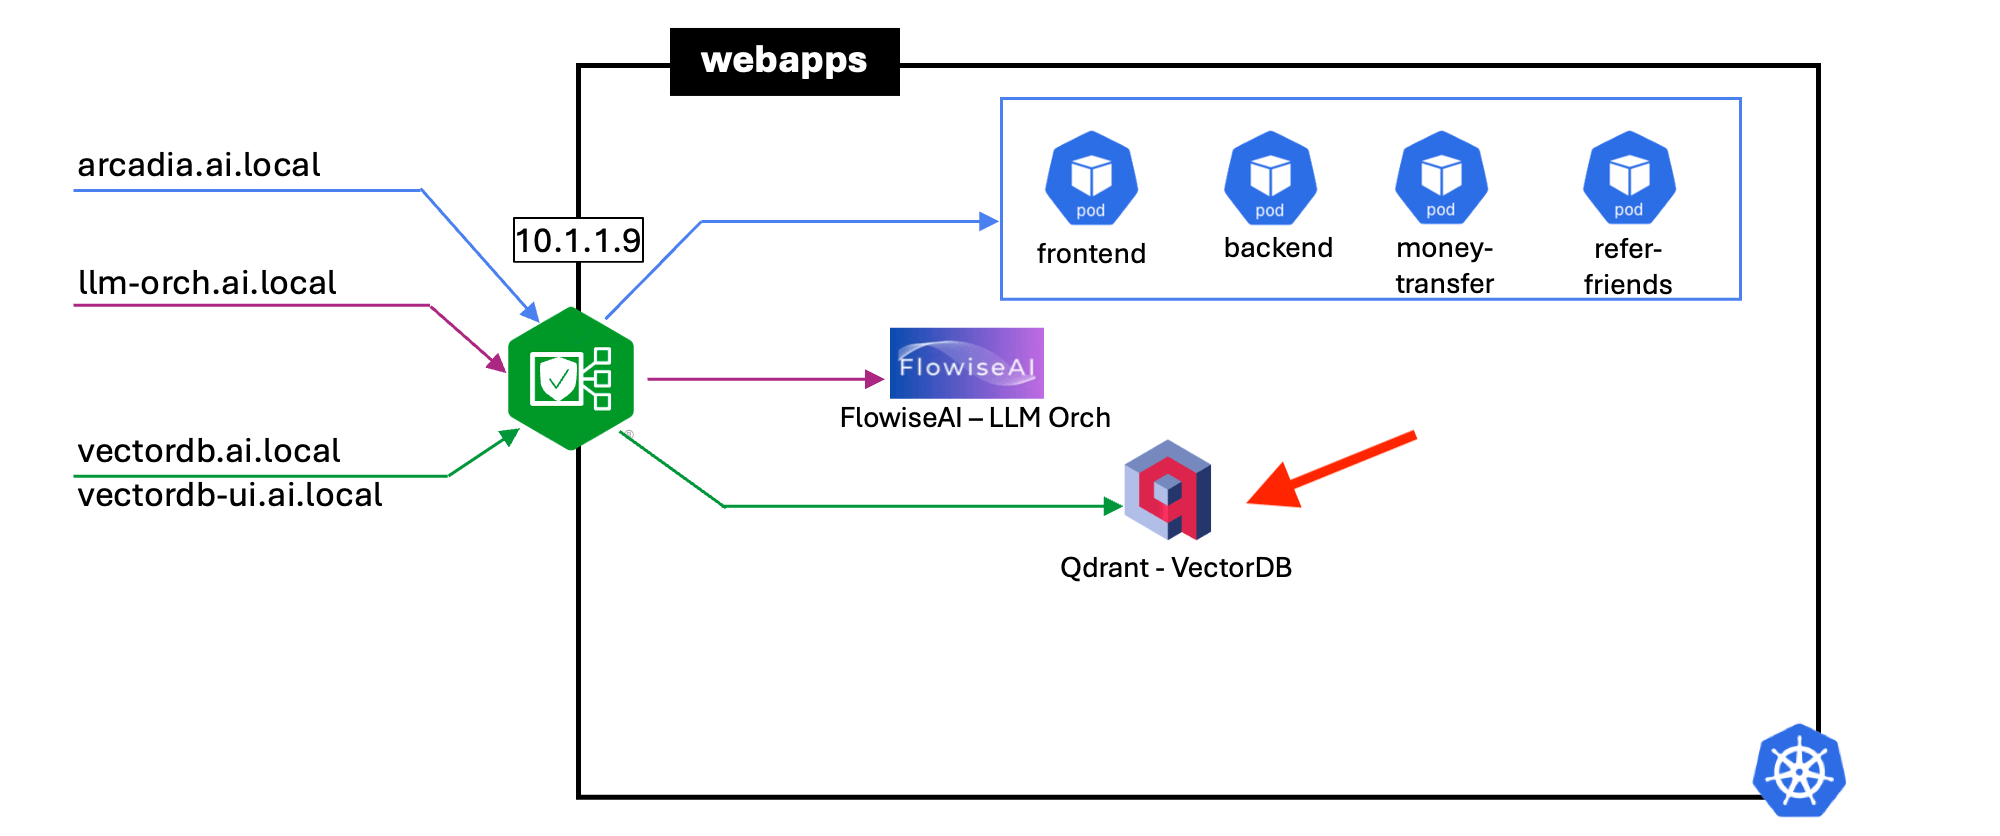 webapps
arcadia.ai.local
10.1.1.9
llm-orch.ai.local
vectordb.ai.local
vectordb-ui.ai.local
pod
pod
pod
pod
frontend
backend
money-
transfer
refer-
friends
FlowiseAI
FlowiseAI – LLM Orch
Qdrant - VectorDB
®